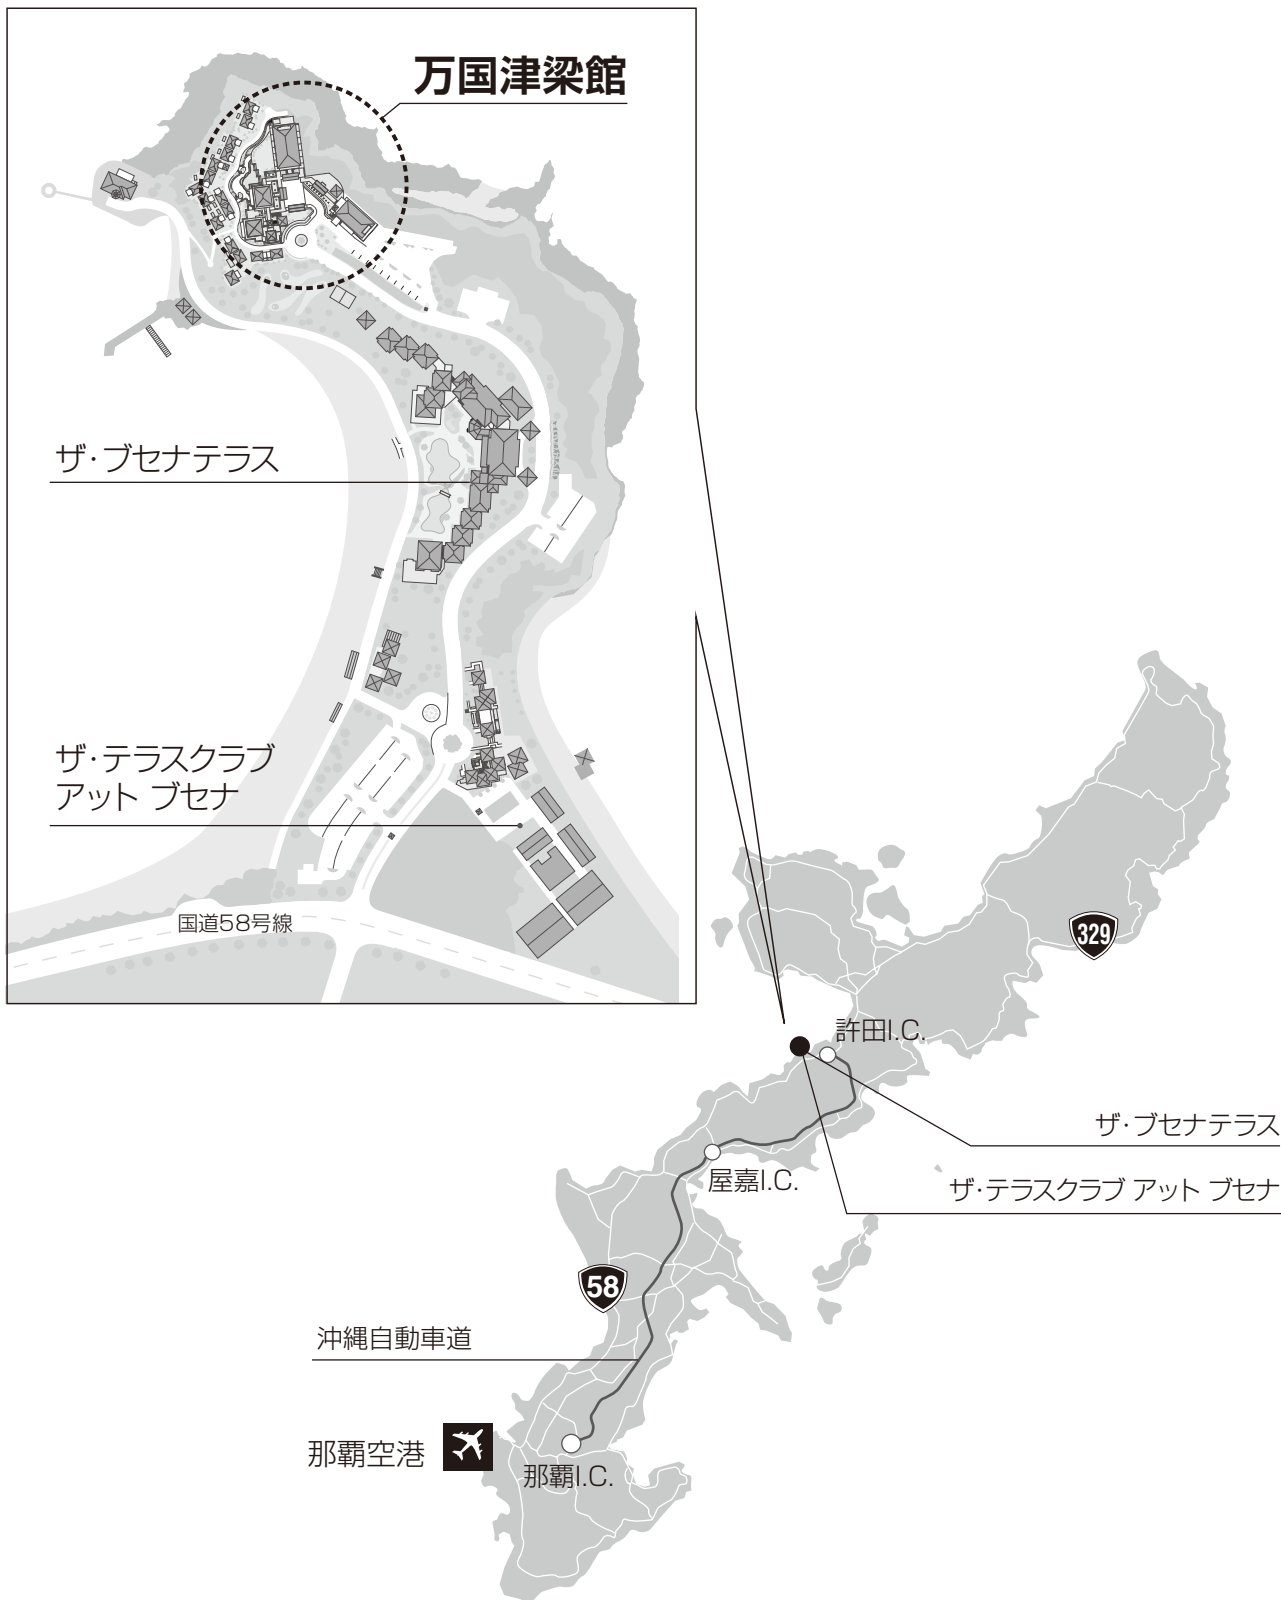 万国津梁館
ザ・ブセナテラス
ザ・テラスクラブ
アット ブセナ
国道58号線
329
許田I.C.
ザ・ブセナテラス
屋嘉I.C.
ザ・テラスクラブ アット ブセナ
58
沖縄自動車道
那覇空港
那覇I.C.